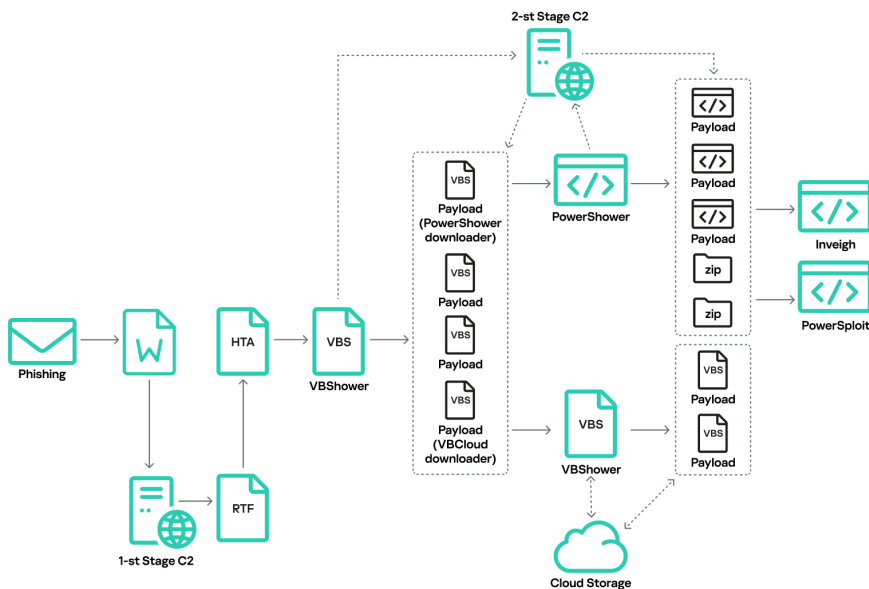 2-st Stage C2
VBS
Payload
(PowerShower
downloader)
VBS
Payload
VBS
Payload
VBS
Payload
(VBCloud
downloader)
</>
PowerShower
</>
Payload
</>
Payload
</>
Payload
zip
zip
</>
Inveigh
</>
PowerSploit
Phishing
W
HTA
VBS
VBShower
1-st Stage C2
RTF
VBS
VBShower
VBS
Payload
VBS
Payload
Cloud Storage